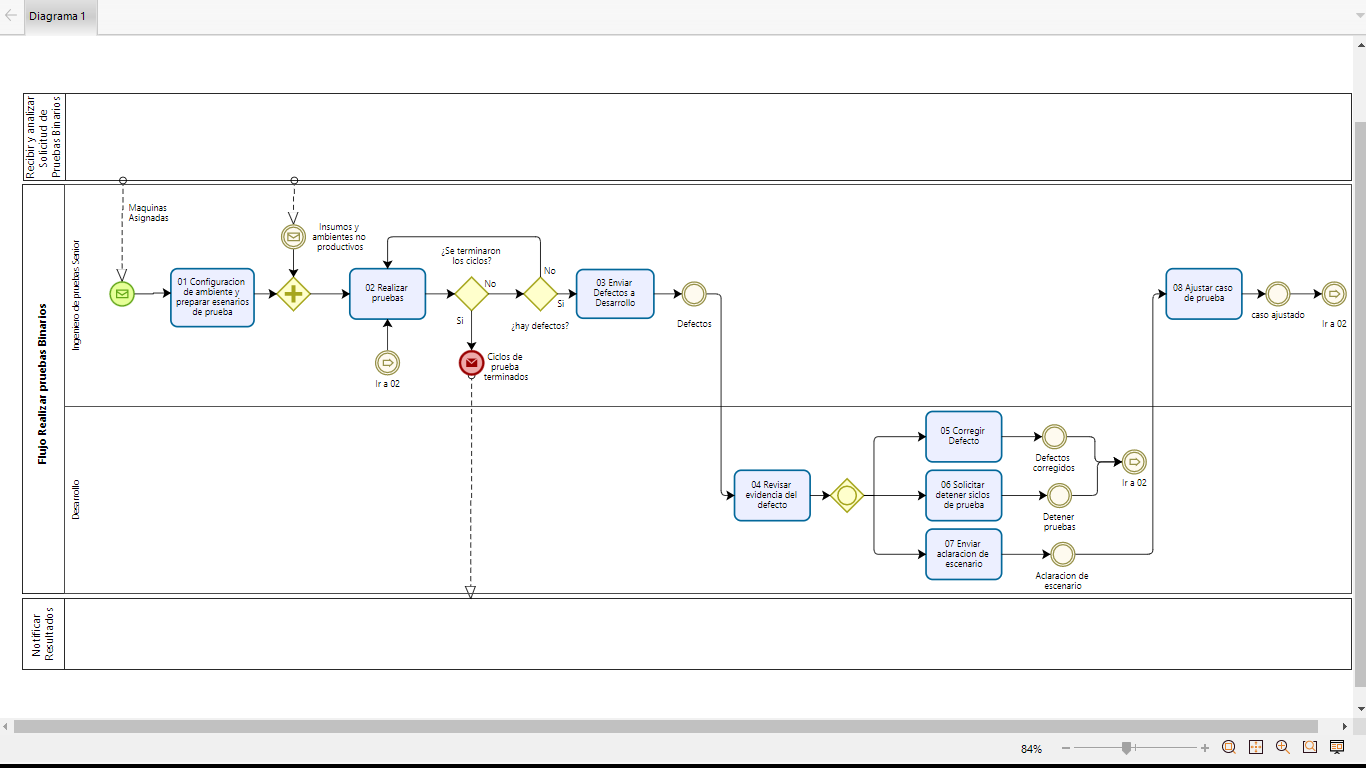 Diagrama 1
Recibir y analizar
Solicitud de
Pruebas Binarios
Flujo Realizar pruebas Binarios
Ingeniero de pruebas Senior
Maquinas
Asignadas
Insumos y
ambientes no
productivos
01 Configuracion
de ambiente y
preparar esenarios
de prueba
02 Realizar
pruebas
¿Se terminaron
los ciclos?
No
Si
No
Si
¿hay defectos?
03 Enviar
Defectos a
Desarrollo
Defectos
Ir a 02
Ciclos de
prueba
terminados
08 Ajustar caso
de prueba
caso ajustado
Ir a 02
Desarrollo
04 Revisar
evidencia del
defecto
05 Corregir
Defecto
Defectos
corregidos
06 Solicitar
detener siclos
de prueba
Detener
pruebas
Ir a 02
07 Enviar
aclaracion de
escenario
Aclaracion de
escenario
Notificar
Resultados
84%